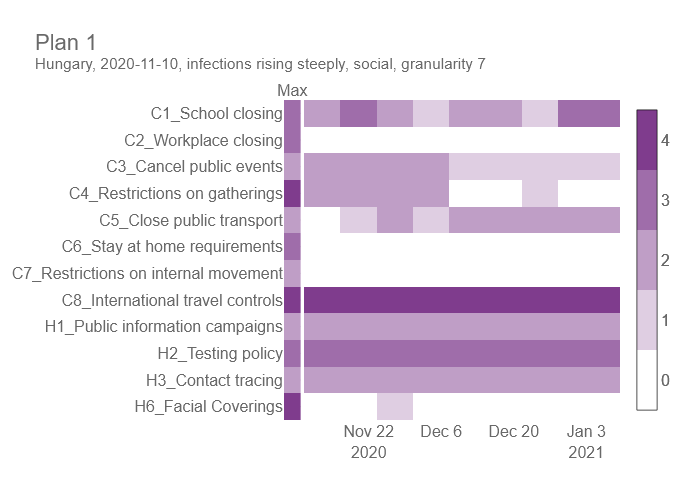 Plan 1
Hungary, 2020-11-10, infections rising steeply, social, granularity 7
Max
C1_School closing
C2_Workplace closing
C3_Cancel public events
C4_Restrictions on gatherings
C5_Close public transport
C6_Stay at home requirements
C7_Restrictions on internal movement
C8_International travel controls
H1_Public information campaigns
H2_Testing policy
H3_Contact tracing
H6_Facial Coverings
4
3
2
1
0
Nov 22 Dec 6 Dec 20 Jan 3
2020 2021